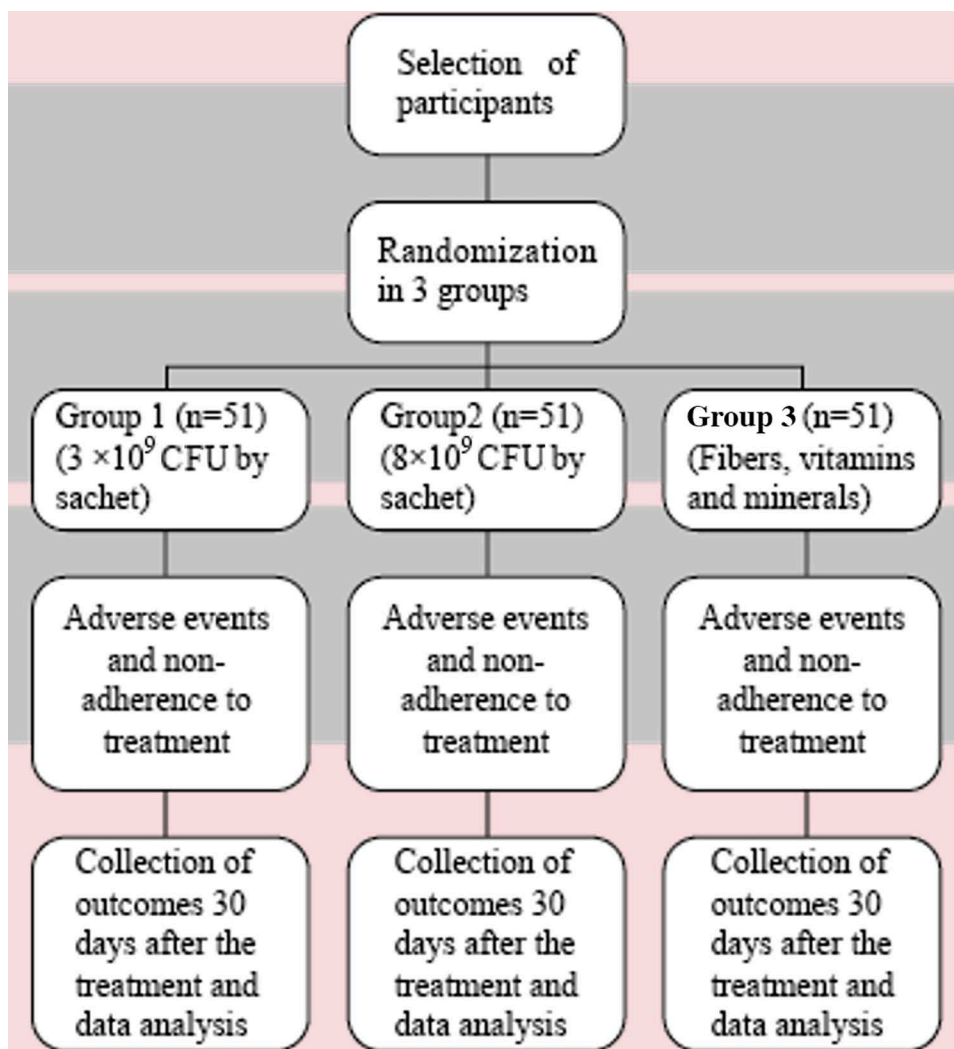 Selection of
participants
Randomization
in 3 groups
Group 1 (n=51)
(3 ×10⁹ CFU by
sachet)
Group2 (n=51)
(8×10⁹ CFU by
sachet)
Group 3 (n=51)
(Fibers, vitamins
and minerals)
Adverse events
and non-
adherence to
treatment
Adverse events
and non-
adherence to
treatment
Adverse events
and non-
adherence to
treatment
Collection of
outcomes 30
days after the
treatment and
data analysis
Collection of
outcomes 30
days after the
treatment and
data analysis
Collection of
outcomes 30
days after the
treatment and
data analysis